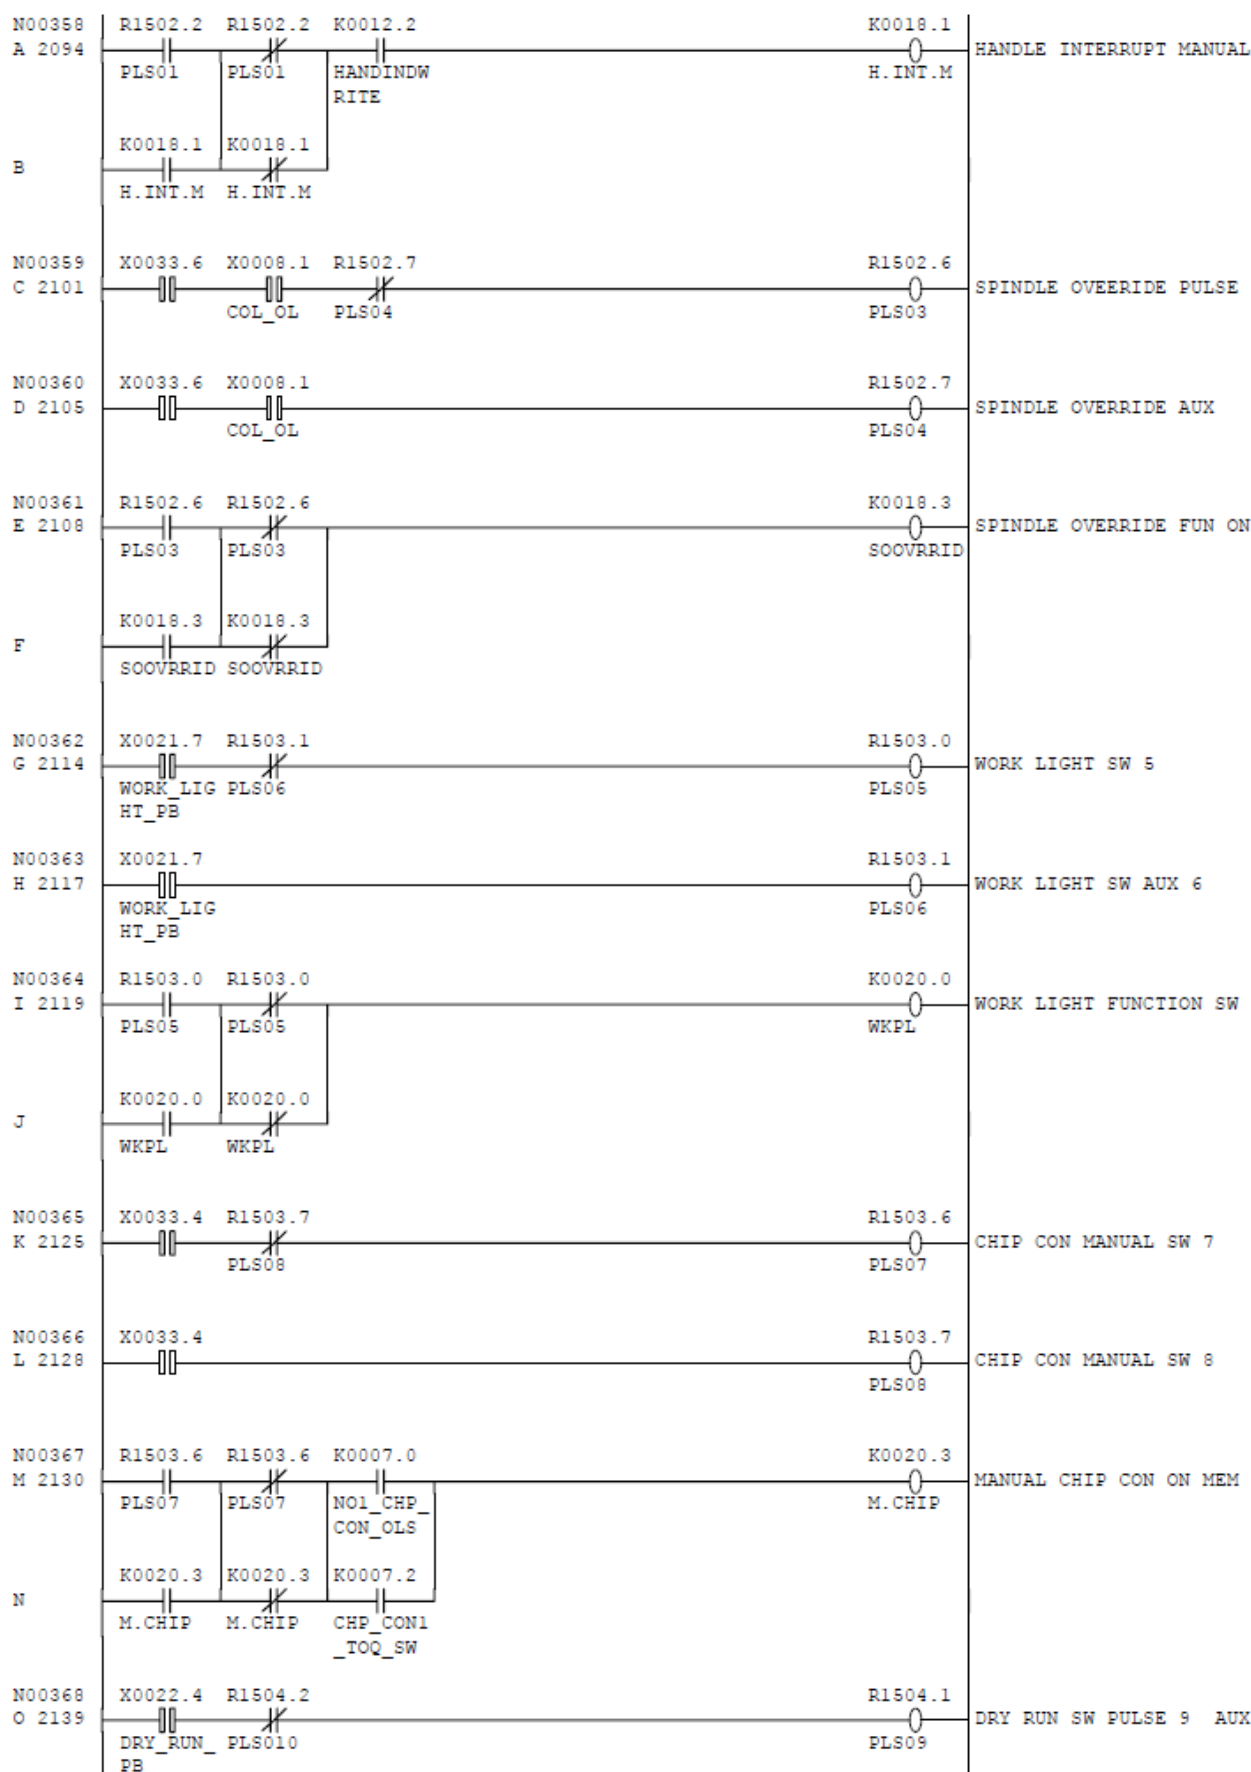 N00358 R1502.2 R1502.2 K0012.2 K0018.1
A 2094 HANDLE INTERRUPT MANUAL
PLS01 PLS01 HANDINDW H.INT.M
RITE
K0018.1 K0018.1
B
H.INT.M H.INT.M
N00359 X0033.6 X0008.1 R1502.7 R1502.6
C 2101 SPINDLE OVEERIDE PULSE
COL_OL PLS04 PLS03
N00360 X0033.6 X0008.1 R1502.7
D 2105 SPINDLE OVERRIDE AUX
COL_OL PLS04
N00361 R1502.6 R1502.6 K0018.3
E 2108 SPINDLE OVERRIDE FUN ON
PLS03 PLS03 SOOVRRID
K0018.3 K0018.3
F
SOOVRRID SOOVRRID
N00362 X0021.7 R1503.1 R1503.0
G 2114 WORK LIGHT SW 5
WORK_LIG PLS06 PLS05
HT_PB
N00363 X0021.7 R1503.1
H 2117 WORK LIGHT SW AUX 6
WORK_LIG PLS06
HT_PB
N00364 R1503.0 R1503.0 K0020.0
I 2119 WORK LIGHT FUNCTION SW
PLS05 PLS05 WKPL
K0020.0 K0020.0
J
WKPL WKPL
N00365 X0033.4 R1503.7 R1503.6
K 2125 CHIP CON MANUAL SW 7
PLS08 PLS07
N00366 X0033.4 R1503.7
L 2128 CHIP CON MANUAL SW 8
PLS08
N00367 R1503.6 R1503.6 K0007.0 K0020.3
M 2130 MANUAL CHIP CON ON MEM
PLS07 PLS07 NO1_CHP_ M.CHIP
CON_OLS
K0020.3 K0020.3 K0007.2
N
M.CHIP M.CHIP CHP_CON1
_TOQ_SW
N00368 X0022.4 R1504.2 R1504.1
O 2139 DRY RUN SW PULSE 9 AUX
DRY_RUN_ PLS010 PLS09
PB